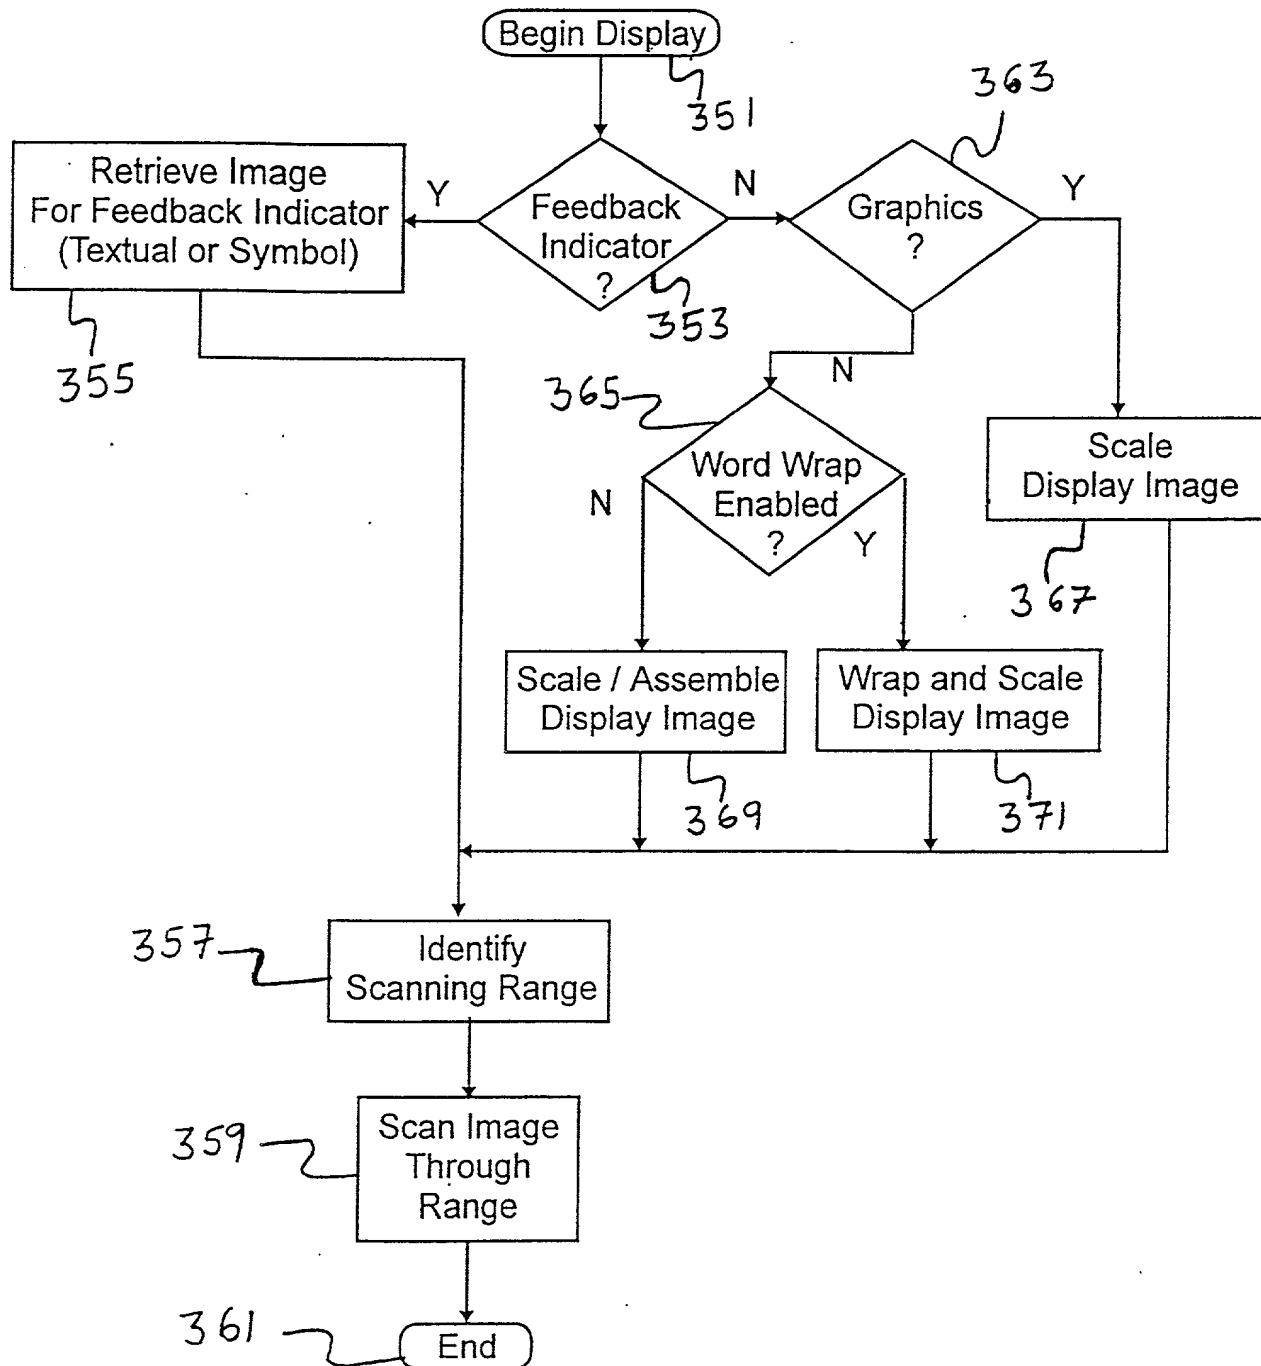 Begin Display
351
363
Retrieve Image
For Feedback Indicator
(Textual or Symbol)
Y
Feedback
Indicator
?
N
Graphics
?
Y
353
355
N
365
Word Wrap
Enabled
?
N
Y
Scale
Display Image
367
Scale / Assemble
Display Image
Wrap and Scale
Display Image
369
371
357
Identify
Scanning Range
359
Scan Image
Through
Range
361
End